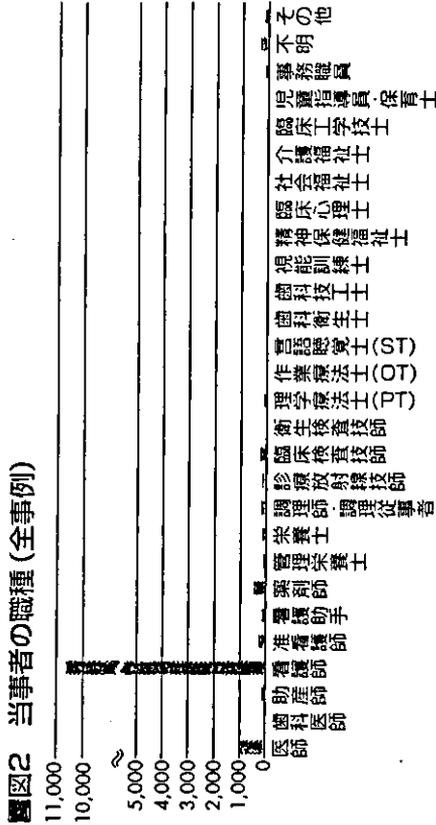 図2 当事者の職種(全事例)
11,000
10,000
≈
5,000
4,000
3,000
2,000
1,000
0
医師
歯科医師
助産師
看護師
准看護師
看護助手
薬剤師
管理栄養士
栄養士
調理師・調理従事者
診療放射線技師
臨床検査技師
衛生検査技師
理学療法士(PT)
作業療法士(OT)
言語聴覚士(ST)
歯科衛生士
歯科技工士
視能訓練士
精神保健福祉士
臨床心理士
社会福祉士
介護福祉士
臨床工学技士
児童指導員・保育士
事務職員
不明
その他